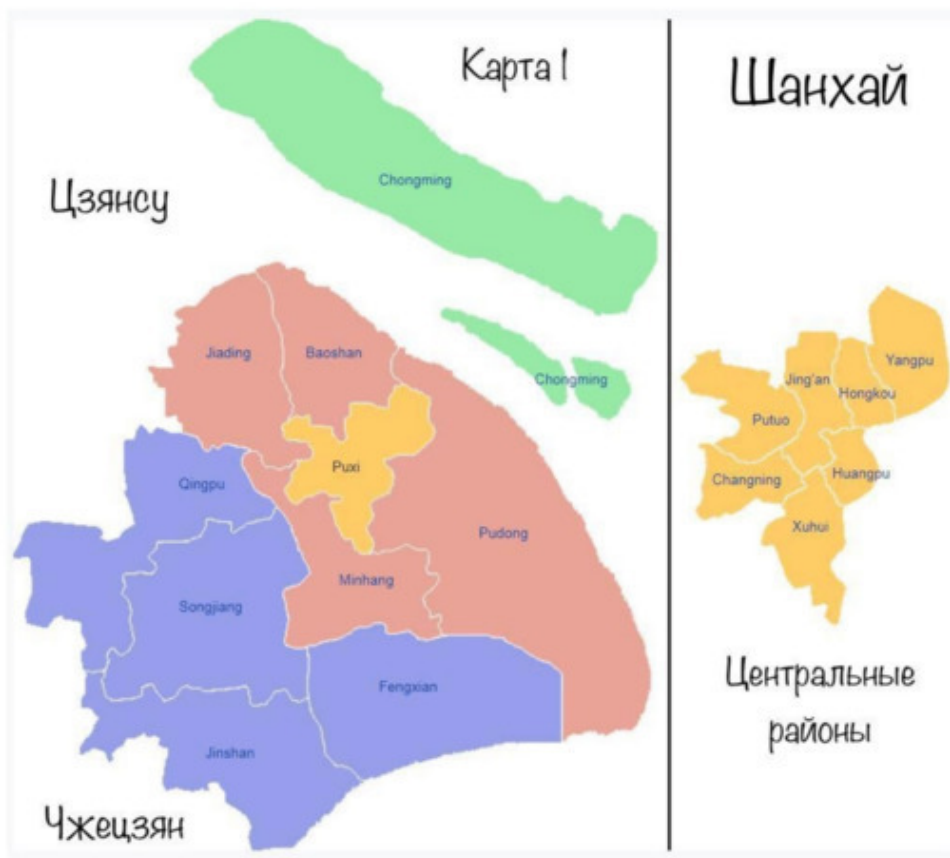 Карта 1
Шанхай
Chongming
Цзянсу
Jiading
Baoshan
Chongming
Yangpu
Jing'an
Hongkou
Putuo
Puxi
Qingpu
Changning
Huangpu
Pudong
Xuhui
Minhang
Songjiang
Fengxian
Центральные
районы
Jinshan
Чжецзян